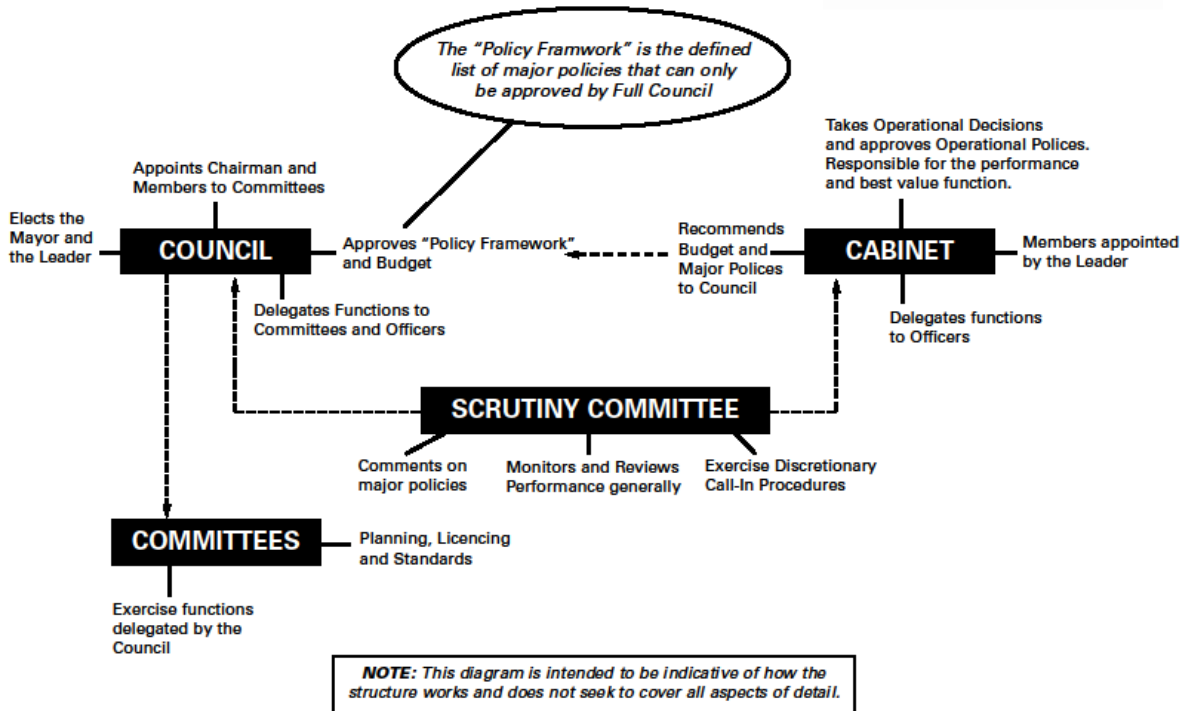 The “Policy Framwork” is the defined
list of major policies that can only
be approved by Full Council
Takes Operational Decisions
and approves Operational Polices.
Responsible for the performance
and best value function.
Appoints Chairman and
Members to Committees
Elects the
Mayor and
the Leader
COUNCIL
Approves “Policy Framework”
and Budget
Recommends
Budget and
Major Polices
to Council
CABINET
Members appointed
by the Leader
Delegates Functions to
Committees and Officers
Delegates functions
to Officers
SCRUTINY COMMITTEE
Comments on
major policies
Monitors and Reviews
Performance generally
Exercise Discretionary
Call-In Procedures
COMMITTEES
Planning, Licencing
and Standards
Exercise functions
delegated by the
Council
NOTE: This diagram is intended to be indicative of how the
structure works and does not seek to cover all aspects of detail.